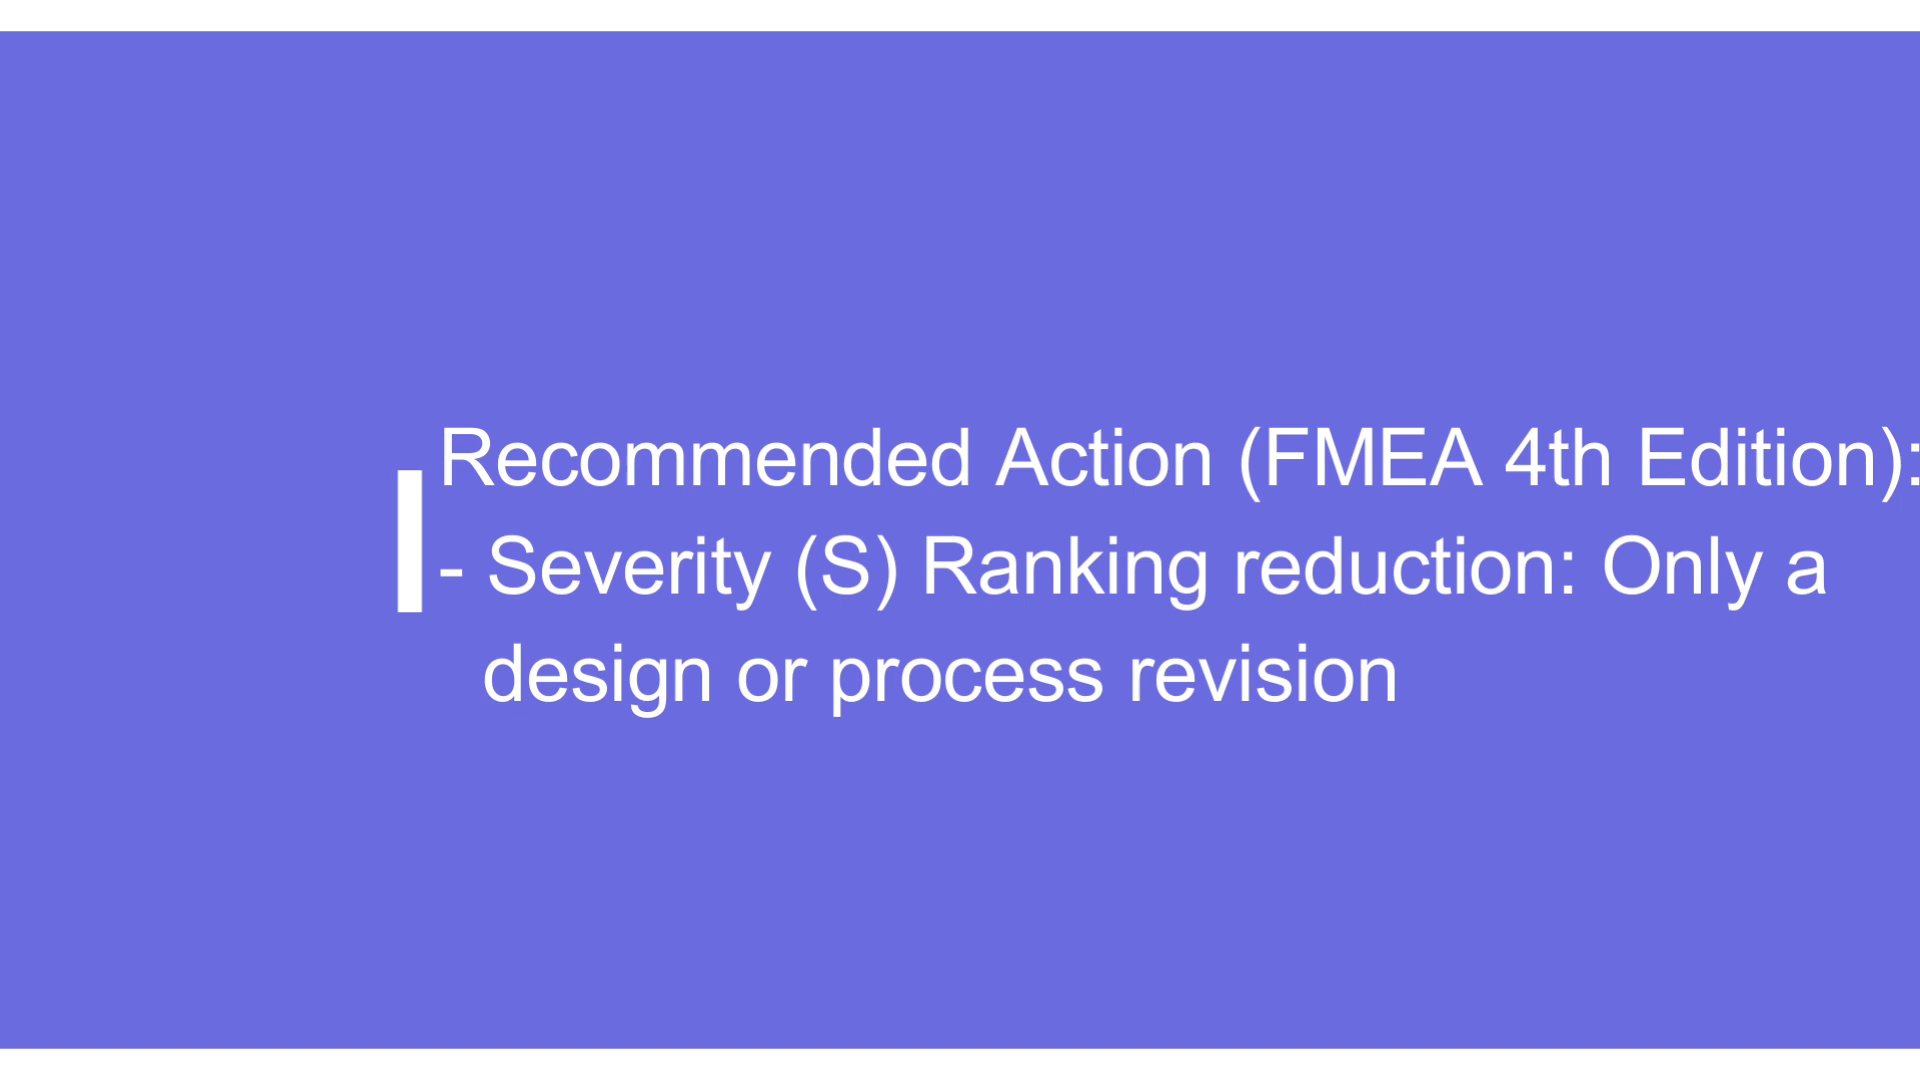 Recommended Action (FMEA 4th Edition):
- Severity (S) Ranking reduction: Only a
design or process revision